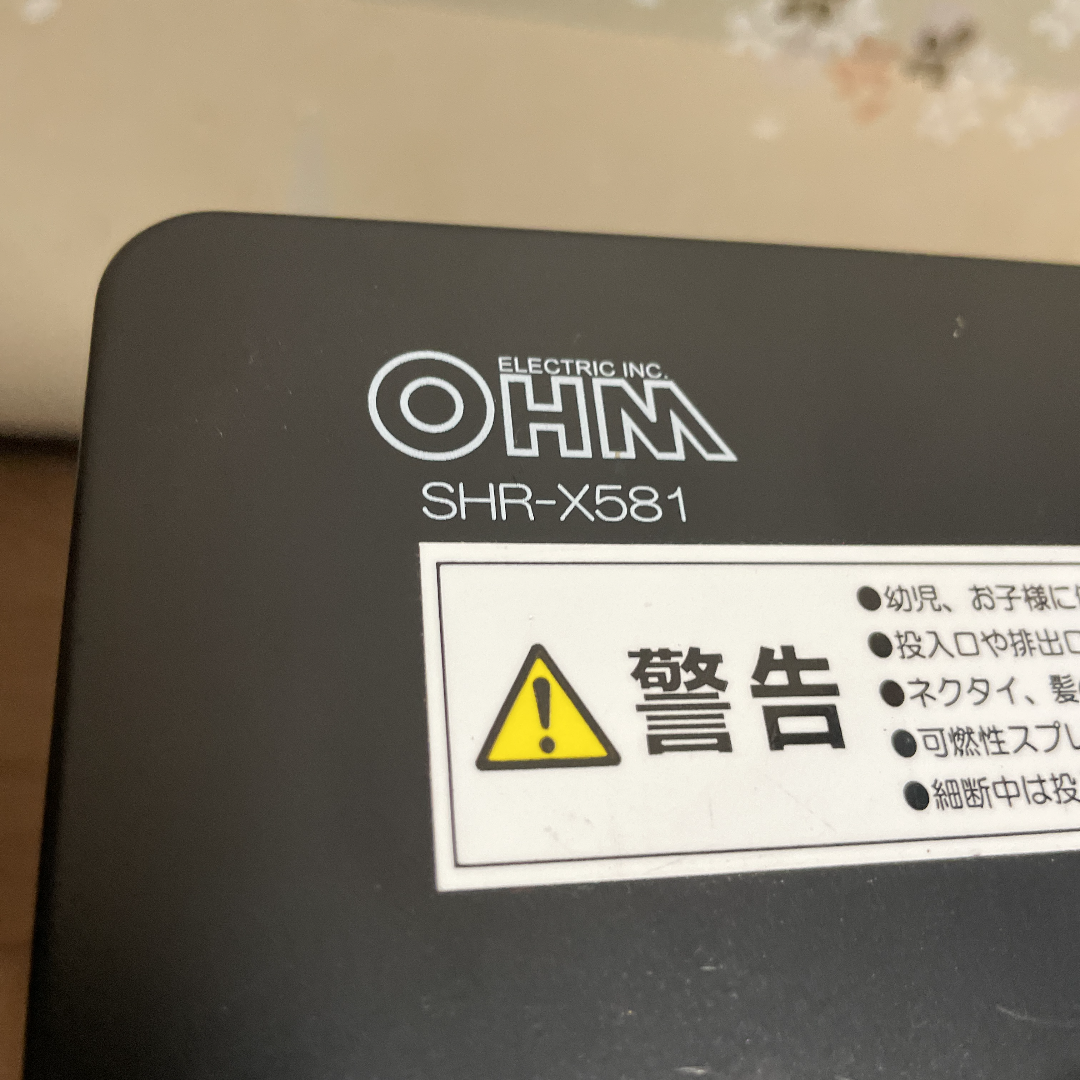 ELECTRIC INC.
OHM
SHR-X581
警告
●幼児、お子様に
●投入口や排出口
●ネクタイ、髪
●可燃性スプレ
●細断中は投